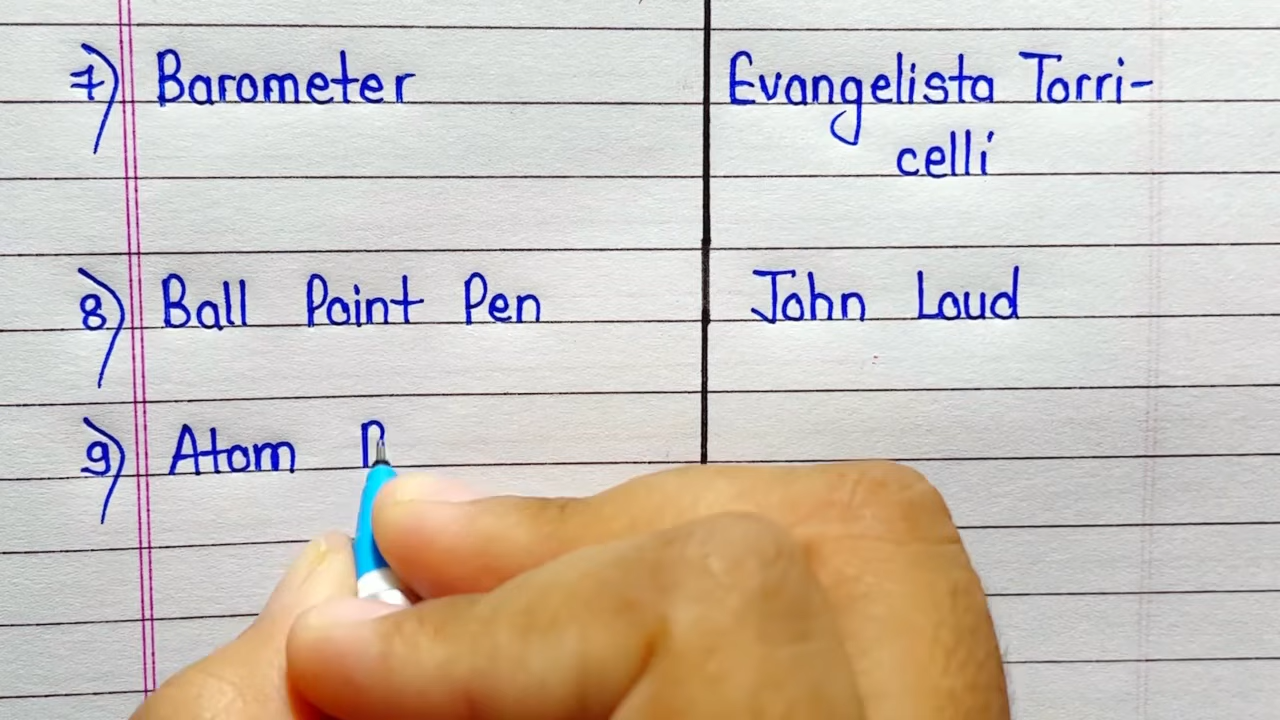 7) Barometer Evangelista Torri-
celli
8) Ball Point Pen John Loud
9) Atom